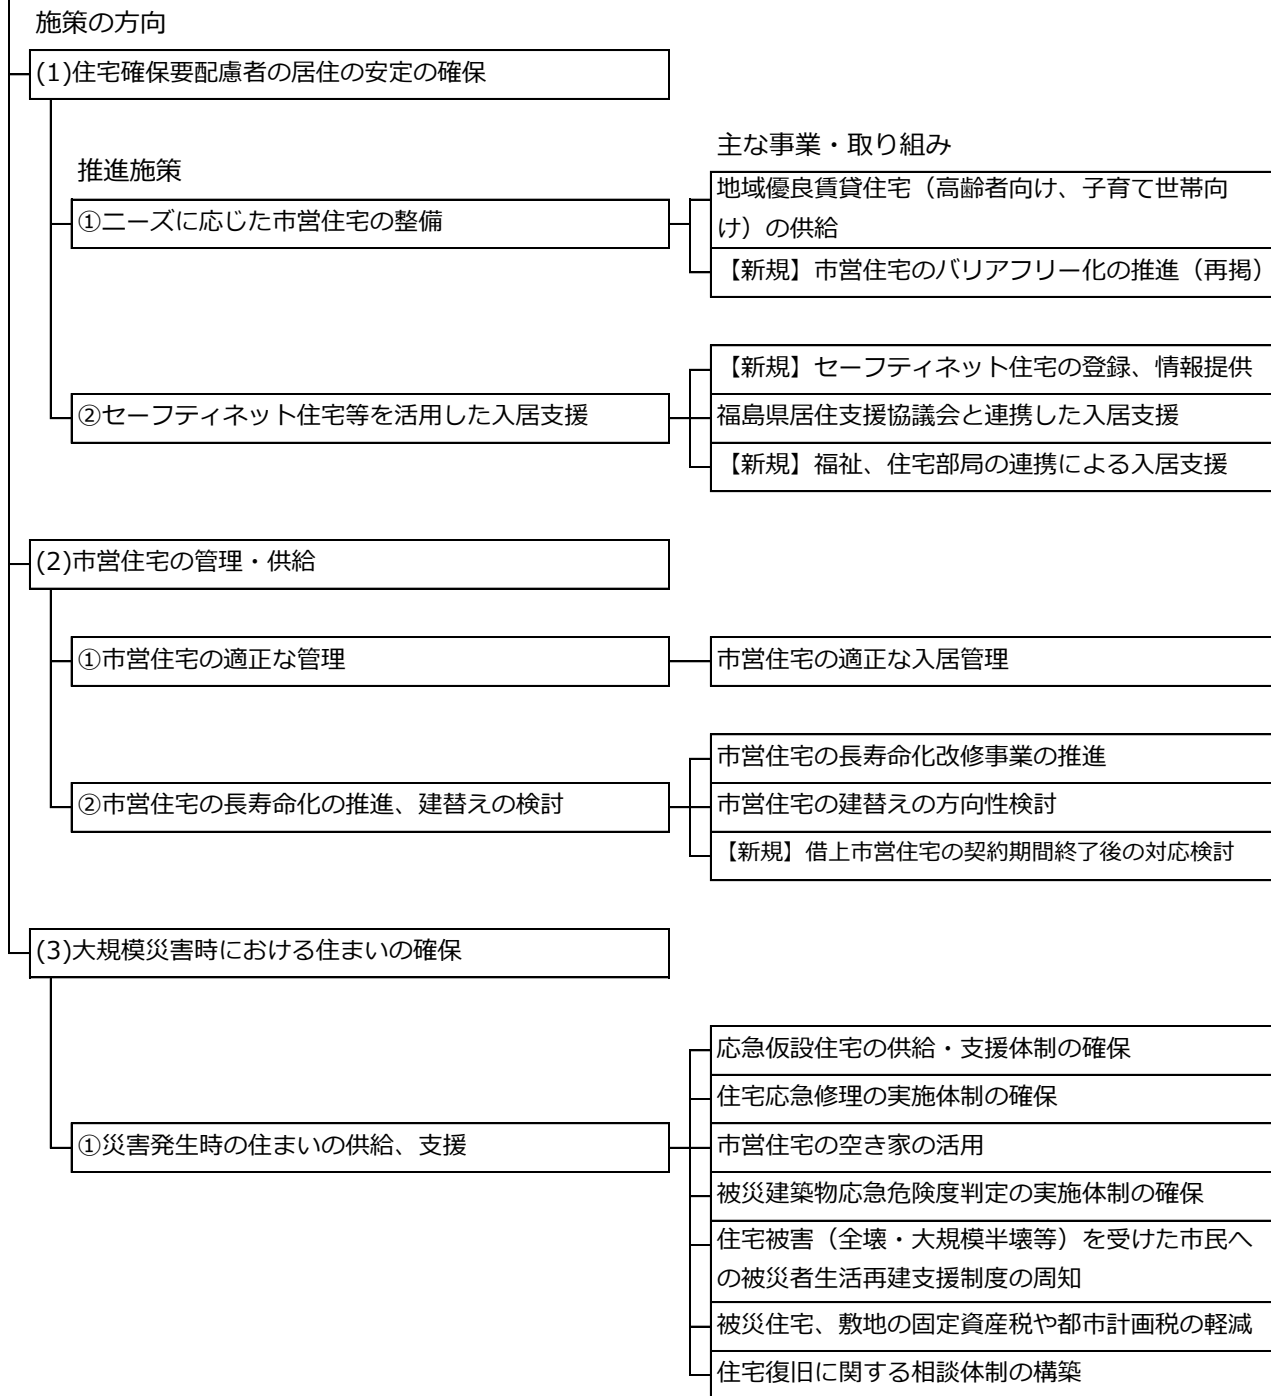 施策の方向
(1)住宅確保要配慮者の居住の安定の確保
主な事業・取り組み
推進施策
①ニーズに応じた市営住宅の整備
地域優良賃貸住宅（高齢者向け、子育て世帯向
け）の供給
【新規】市営住宅のバリアフリー化の推進（再掲）
②セーフティネット住宅等を活用した入居支援
【新規】セーフティネット住宅の登録、情報提供
福島県居住支援協議会と連携した入居支援
【新規】福祉、住宅部局の連携による入居支援
(2)市営住宅の管理・供給
①市営住宅の適正な管理
市営住宅の適正な入居管理
②市営住宅の長寿命化の推進、建替えの検討
市営住宅の長寿命化改修事業の推進
市営住宅の建替えの方向性検討
【新規】借上市営住宅の契約期間終了後の対応検討
(3)大規模災害時における住まいの確保
①災害発生時の住まいの供給、支援
応急仮設住宅の供給・支援体制の確保
住宅応急修理の実施体制の確保
市営住宅の空き家の活用
被災建築物応急危険度判定の実施体制の確保
住宅被害（全壊・大規模半壊等）を受けた市民へ
の被災者生活再建支援制度の周知
被災住宅、敷地の固定資産税や都市計画税の軽減
住宅復旧に関する相談体制の構築